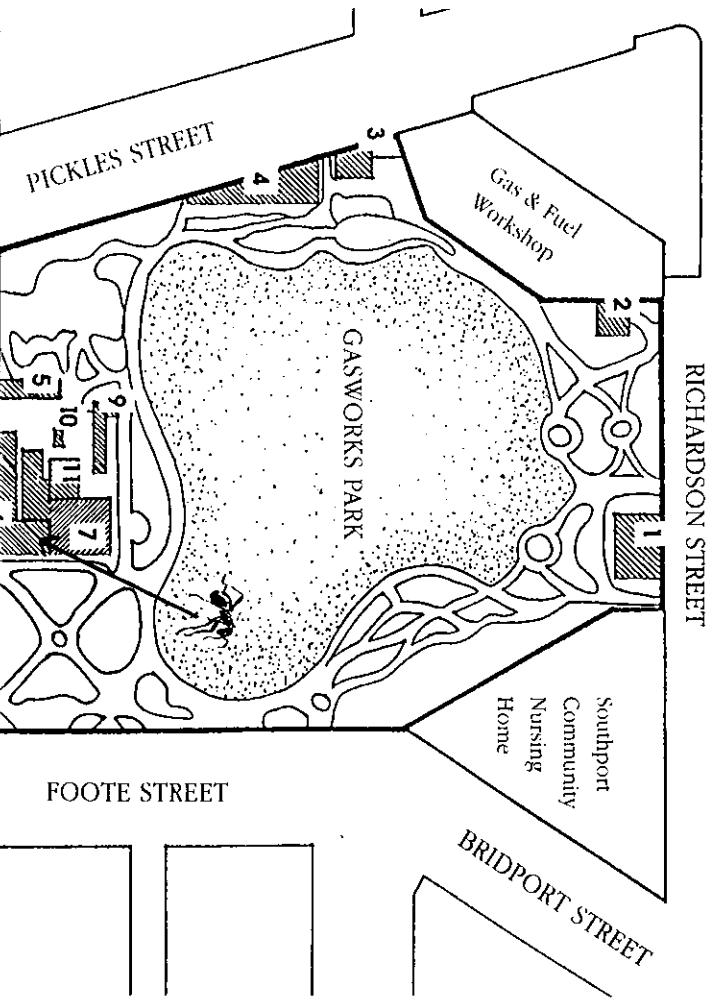 PICKLES STREET
3
4
Gas & Fuel
Workshop
2
RICHARDSON STREET
GASWORKS PARK
1
5
9
10
11
7
Southport
Community
Nursing
Home
FOOTE STREET
BRIDPORT STREET